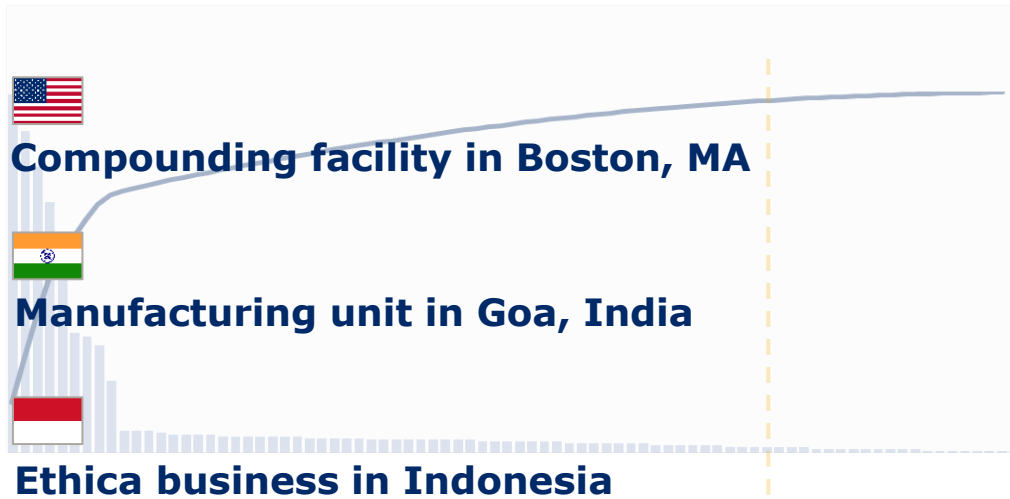 Compounding facility in Boston, MA
Manufacturing unit in Goa, India
Ethica business in Indonesia